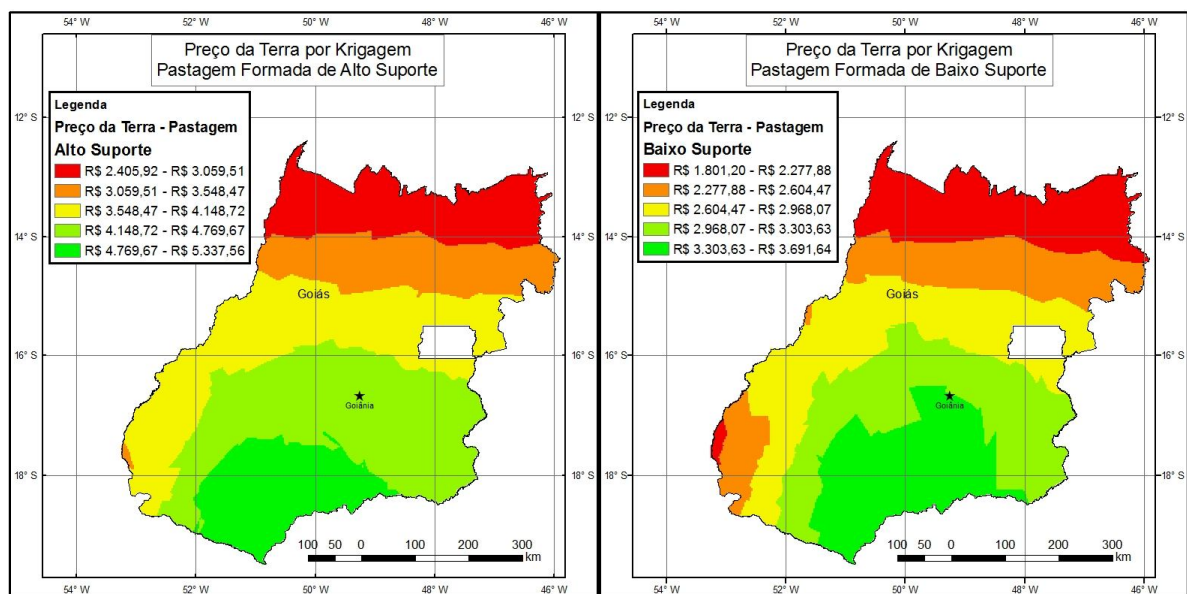 54° W
52° W
50° W
48° W
46° W
Preço da Terra por Krigagem
Pastagem Formada de Alto Suporte
Legenda
Preço da Terra - Pastagem
Alto Suporte
R$ 2.405,92 - R$ 3.059,51
R$ 3.059,51 - R$ 3.548,47
R$ 3.548,47 - R$ 4.148,72
R$ 4.148,72 - R$ 4.769,67
R$ 4.769,67 - R$ 5.337,56
12° S
14° S
16° S
18° S
Goiás
Goiânia
100 50 0 100 200 300
km
54° W
52° W
50° W
48° W
46° W
54° W
52° W
50° W
48° W
46° W
Preço da Terra por Krigagem
Pastagem Formada de Baixo Suporte
Legenda
Preço da Terra - Pastagem
Baixo Suporte
R$ 1.801,20 - R$ 2.277,88
R$ 2.277,88 - R$ 2.604,47
R$ 2.604,47 - R$ 2.968,07
R$ 2.968,07 - R$ 3.303,63
R$ 3.303,63 - R$ 3.691,64
Goiás
Goiânia
12° S
14° S
16° S
18° S
100 50 0 100 200 300
km
54° W
52° W
50° W
48° W
46° W